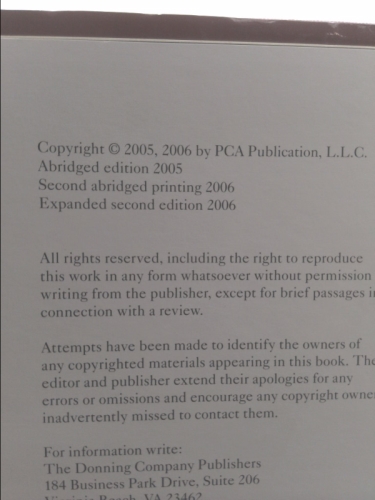 Copyright © 2005, 2006 by PCA Publication, L.L.C.
Abridged edition 2005
Second abridged printing 2006
Expanded second edition 2006
All rights reserved, including the right to reproduce
this work in any form whatsoever without permission
writing from the publisher, except for brief passages
connection with a review.
Attempts have been made to identify the owners of
any copyrighted materials appearing in this book. The
editor and publisher extend their apologies for any
errors or omissions and encourage any copyright
inadvertently missed to contact them.
For information write:
The Donning Company Publishers
184 Business Park Drive, Suite 206
Virginia Beach, VA 23462